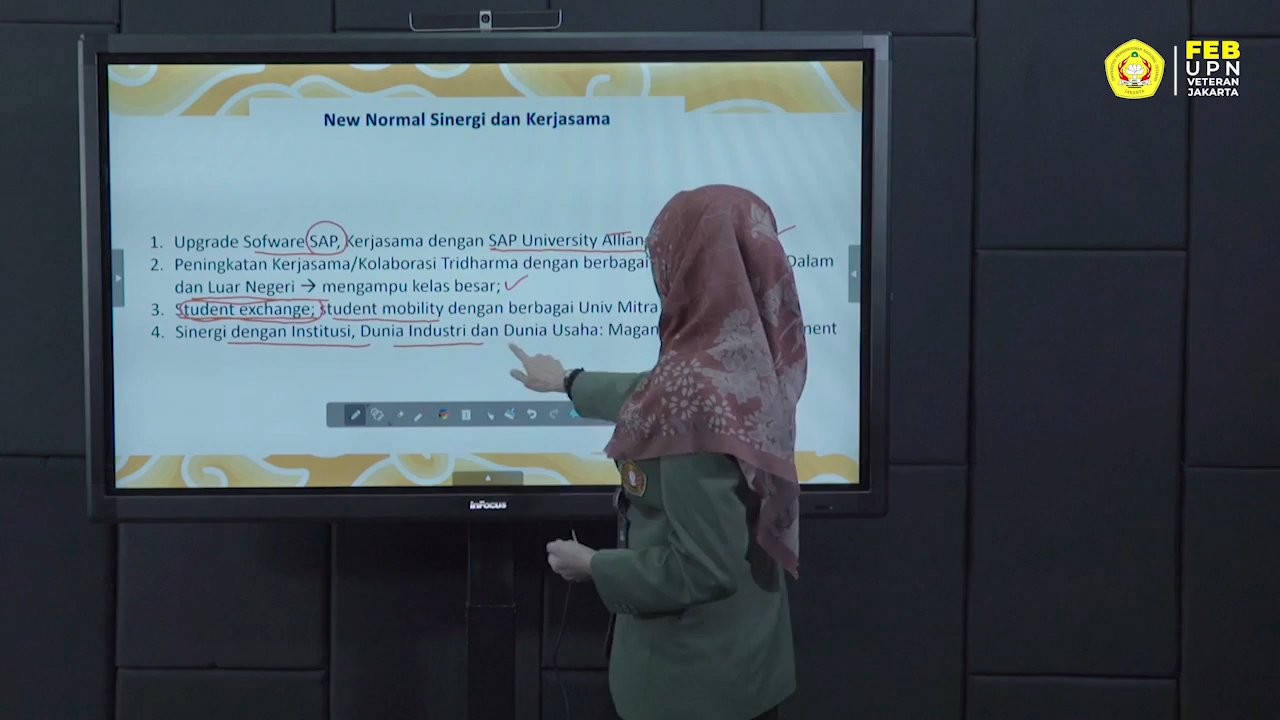 FEB
UPN
VETERAN
JAKARTA
New Normal Sinergi dan Kerjasama
1. Upgrade Sofware SAP, Kerjasama dengan SAP University Allian
2. Peningkatan Kerjasama/Kolaborasi Tridharma dengan berbagai Dalam
dan Luar Negeri → mengampu kelas besar;
3. Student exchange; student mobility dengan berbagai Univ Mitra
4. Sinergi dengan Institusi, Dunia Industri dan Dunia Usaha: Magan ment
InFocus